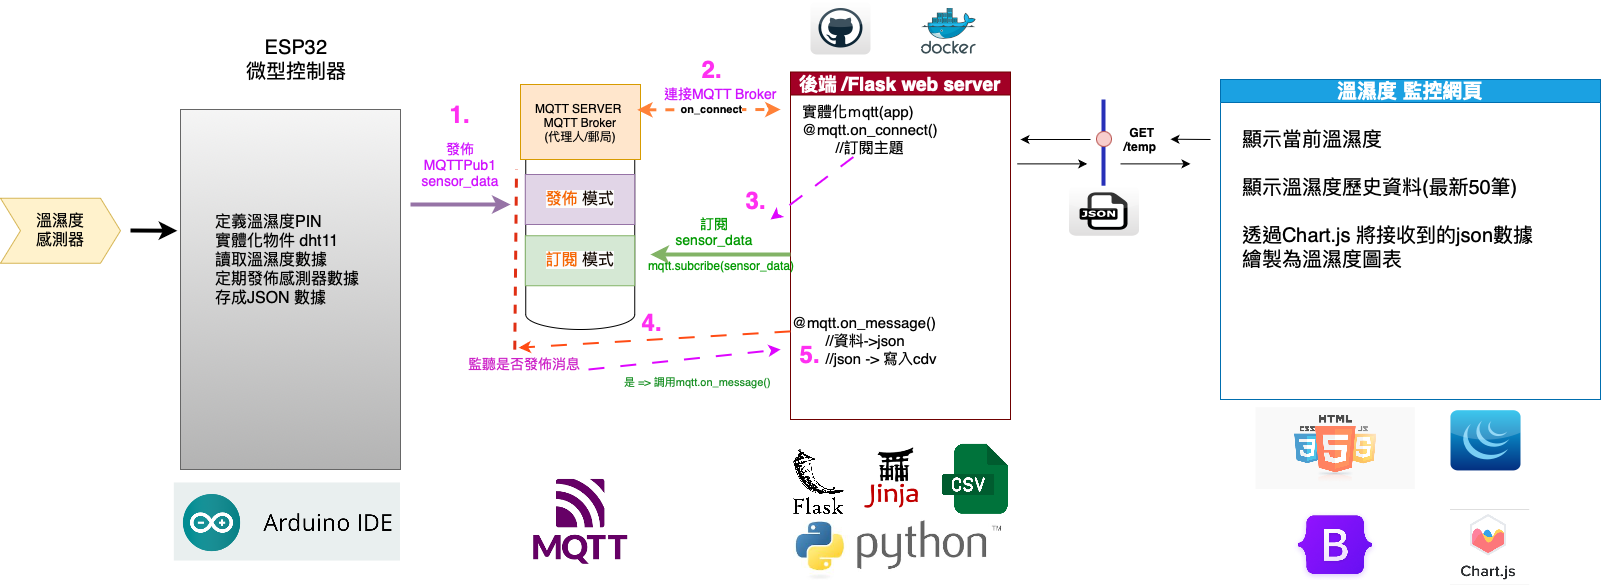 溫濕度
感測器
ESP32
微型控制器
定義溫濕度PIN
實體化物件 dht11
讀取溫濕度數據
定期發佈感測器數據
存成JSON 數據
Arduino IDE
1.
發佈
MQTTPub1
sensor_data
MQTT SERVER
MQTT Broker
(代理人/郵局)
發佈 模式
訂閱 模式
2.
連接MQTT Broker
on_connect
3.
訂閱
sensor_data
mqtt.subcribe(sensor_data)
4.
監聽是否發佈消息
是 => 調用mqtt.on_message()
MQTT
docker
後端 /Flask web server
實體化mqtt(app)
@mqtt.on_connect()
//訂閱主題
@mqtt.on_message()
//資料->json
5.
//json -> 寫入cdv
Flask
Jinja
CSV
python™
GET
/temp
JSON
溫濕度 監控網頁
顯示當前溫濕度
顯示溫濕度歷史資料(最新50筆)
透過Chart.js 將接收到的json數據
繪製為溫濕度圖表
HTML
CSS
JS
3
5
B
Chart.js